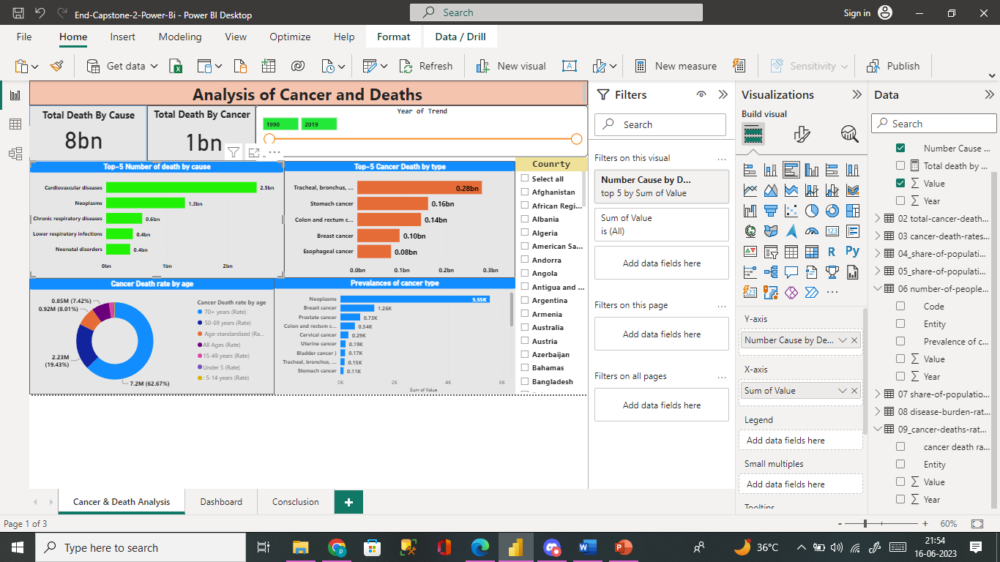 End-Capstone-2-Power-Bi - Power BI Desktop
Search
Sign in
File
Home
Insert
Modeling
View
Optimize
Help
Format
Data / Drill
Get data
Refresh
New visual
New measure
Sensitivity
Publish
Analysis of Cancer and Deaths
Total Death By Cause
8bn
Total Death By Cancer
1bn
Year of Trend
1990
2019
Top-5 Number of death by cause
Cardiovascular diseases
2.5bn
Neoplasms
1.3bn
Chronic respiratory diseases
0.6bn
Lower respiratory infections
0.4bn
Neonatal disorders
0.4bn
0bn
1bn
2bn
Top-5 Cancer Death by type
Tracheal, bronchus, ...
0.28bn
Stomach cancer
0.16bn
Colon and rectum c...
0.14bn
Breast cancer
0.10bn
Esophageal cancer
0.08bn
0.0bn
0.1bn
0.2bn
0.3bn
Counrty
Select all
Afghanistan
African Regi...
Albania
Algeria
American Sa...
Andorra
Angola
Antigua and ...
Argentina
Armenia
Australia
Austria
Azerbaijan
Bahamas
Bangladesh
Cancer Death rate by age
0.85M (7.42%)
0.92M (8.01%)
2.23M
(19.43%)
7.2M (62.67%)
Cancer Death rate by age
70+ years (Rate)
50-69 years (Rate)
Age-standardized (Ra...
All Ages (Rate)
15-49 years (Rate)
Under 5 (Rate)
: 5-14 years (Rate)
Prevalances of cancer type
Neoplasms
5.55K
Breast cancer
1.26K
Prostate cancer
0.73K
Colon and rectum c...
0.54K
Cervical cancer
0.29K
Uterine cancer
0.19K
Bladder cancer )
0.17K
Tracheal, bronchus, ...
0.15K
Stomach cancer
0.11K
0K
2K
4K
6K
Sum of Value
Filters
Search
Filters on this visual
...
Number Cause by D...
top 5 by Sum of Value
Sum of Value
is (All)
Add data fields here
Filters on this page
...
Add data fields here
Filters on all pages
...
Add data fields here
Visualizations
Build visual
123
R
Py
123
...
Y-axis
Number Cause by De...
X-axis
Sum of Value
Legend
Add data fields here
Small multiples
Add data fields here
Tooltips
Data
Search
Number Cause ...
Total death by ...
Value
Year
02 total-cancer-death...
03 cancer-death-rates...
04_share-of-populati...
05_share-of-populati...
06 number-of-people...
Code
Entity
Prevalence of c...
Value
Year
07 share-of-populatio...
08 disease-burden-rat...
09_cancer-deaths-rat...
cancer death ra...
Entity
Value
Year
Cancer & Death Analysis
Dashboard
Consclusion
Page 1 of 3
60%
Type here to search
36°C
21:54
16-06-2023